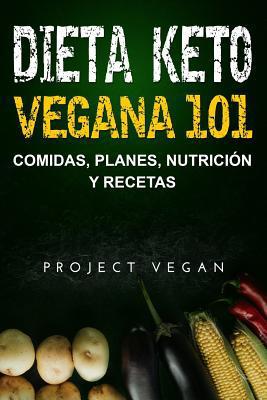 DIETA KETO
VEGANA 101
COMIDAS, PLANES, NUTRICIÓN
Y RECETAS
PROJECT VEGAN